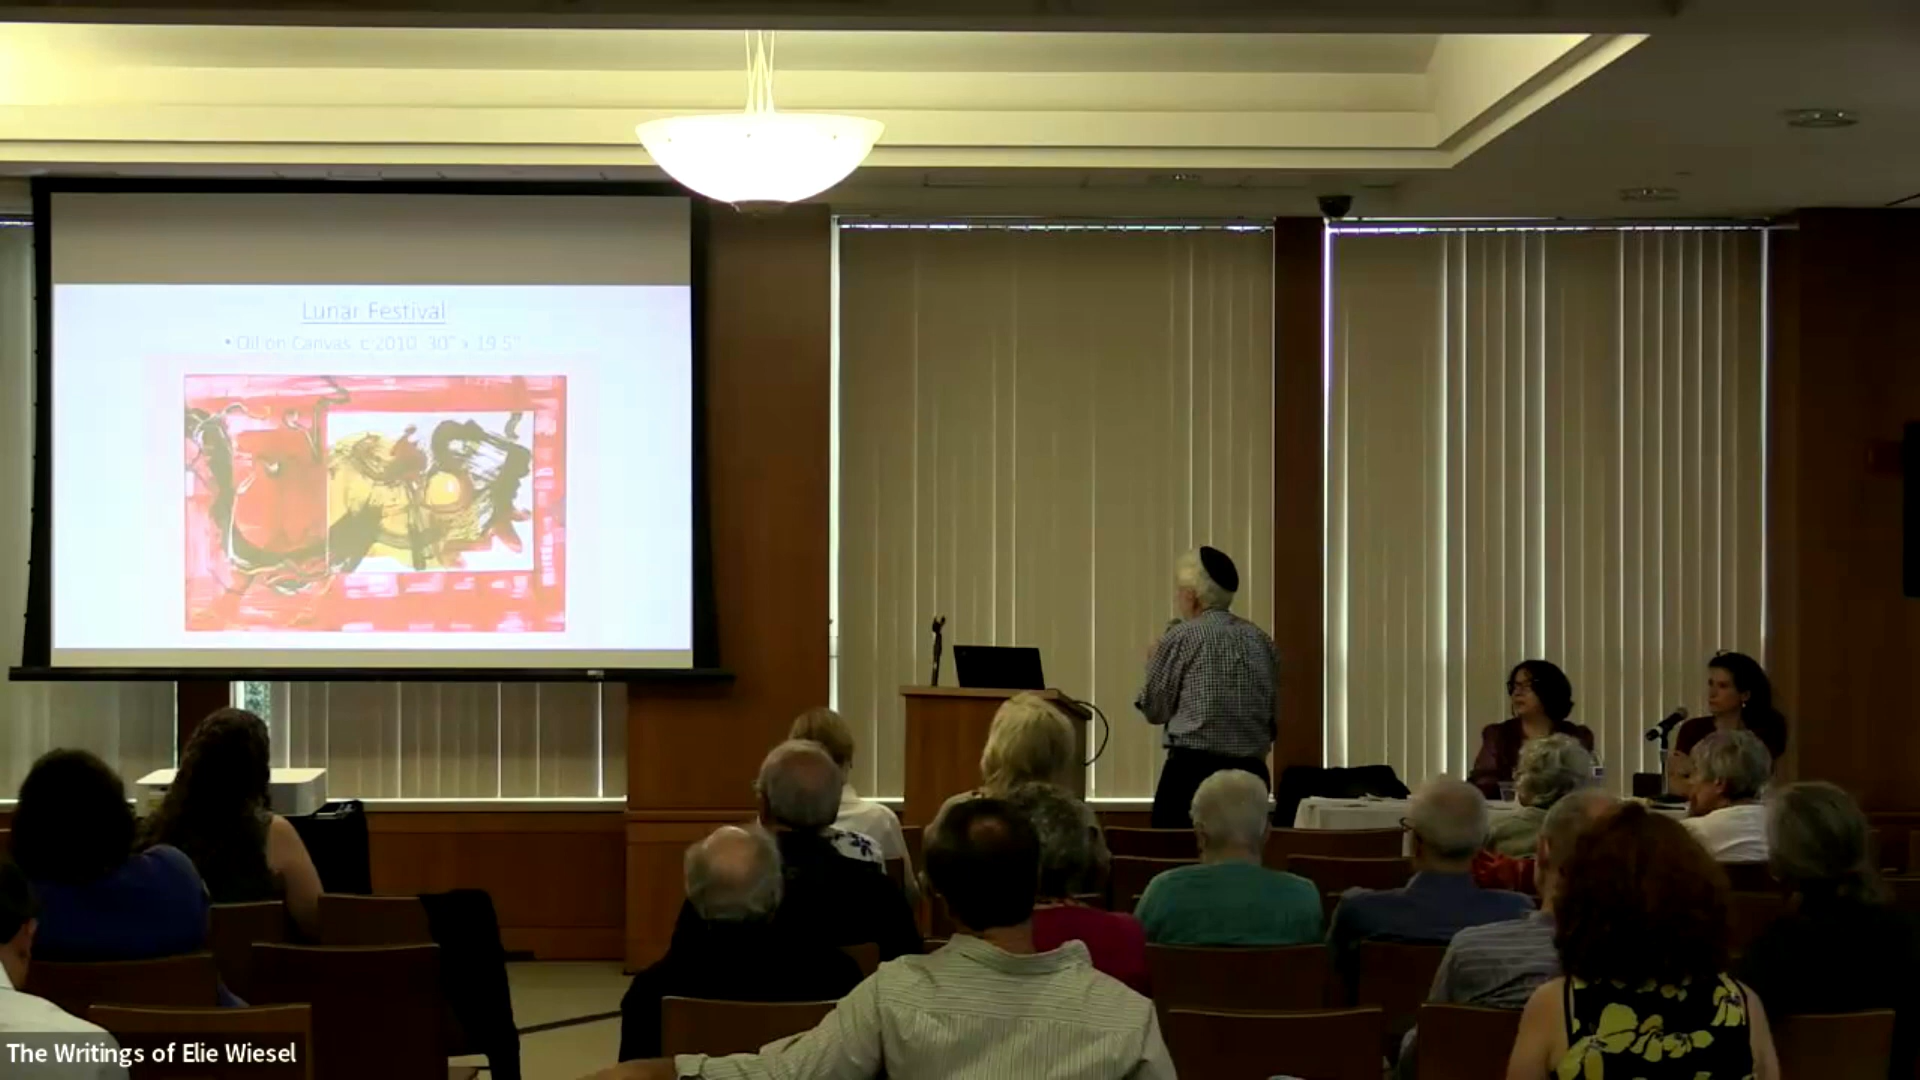 Lunar Festival
• Oil on Canvas c 2010 30" x 19.5"
The Writings of Elie Wiesel